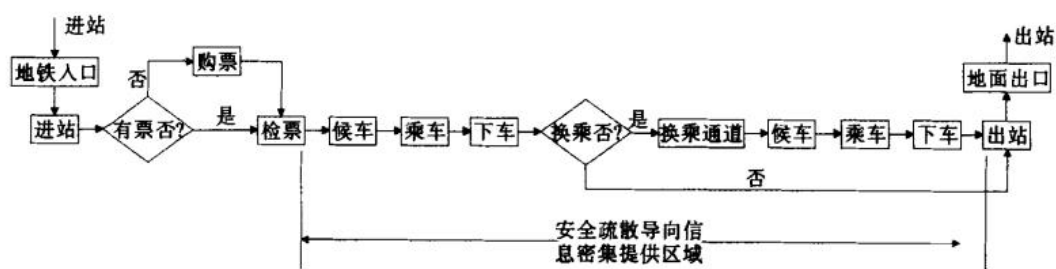 进站
出站
地铁入口
否
购票
地面出口
进站
有票否?
是
检票
候车
乘车
下车
换乘否?
是
换乘通道
候车
乘车
下车
出站
否
安全疏散导向信
息密集提供区域